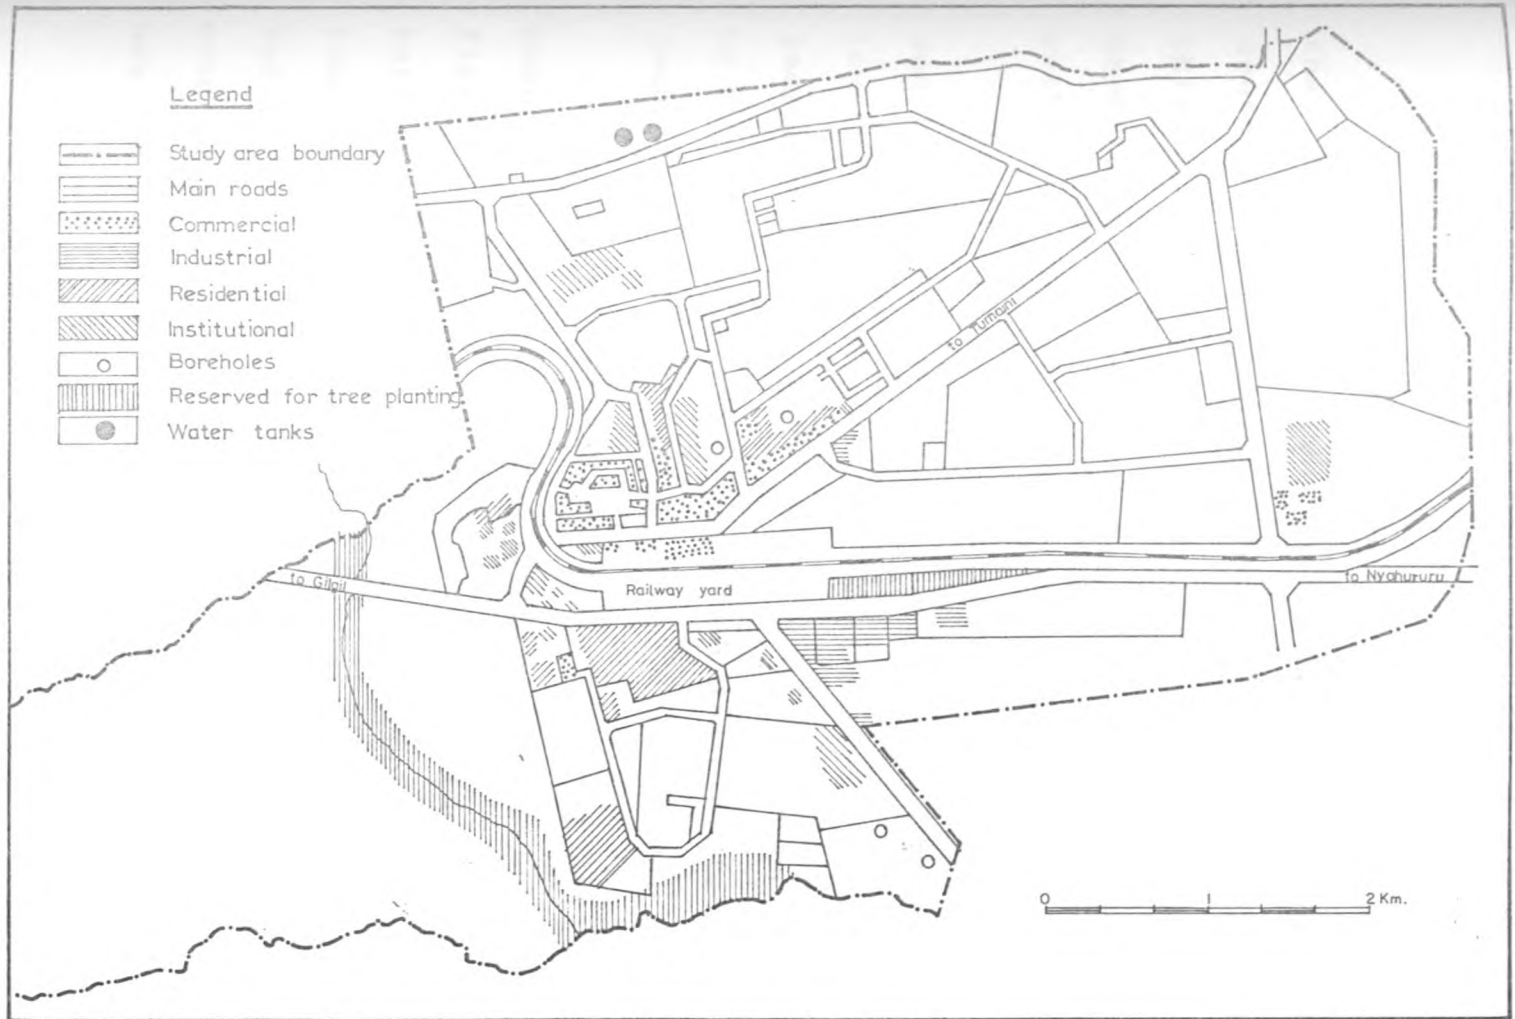 Legend
Study area boundary
Main roads
Commercial
Industrial
Residential
Institutional
Boreholes
Reserved for tree planting
Water tanks
to Tumaini
to Gilgil
Railway yard
to Nyahururu
0 1 2 Km.